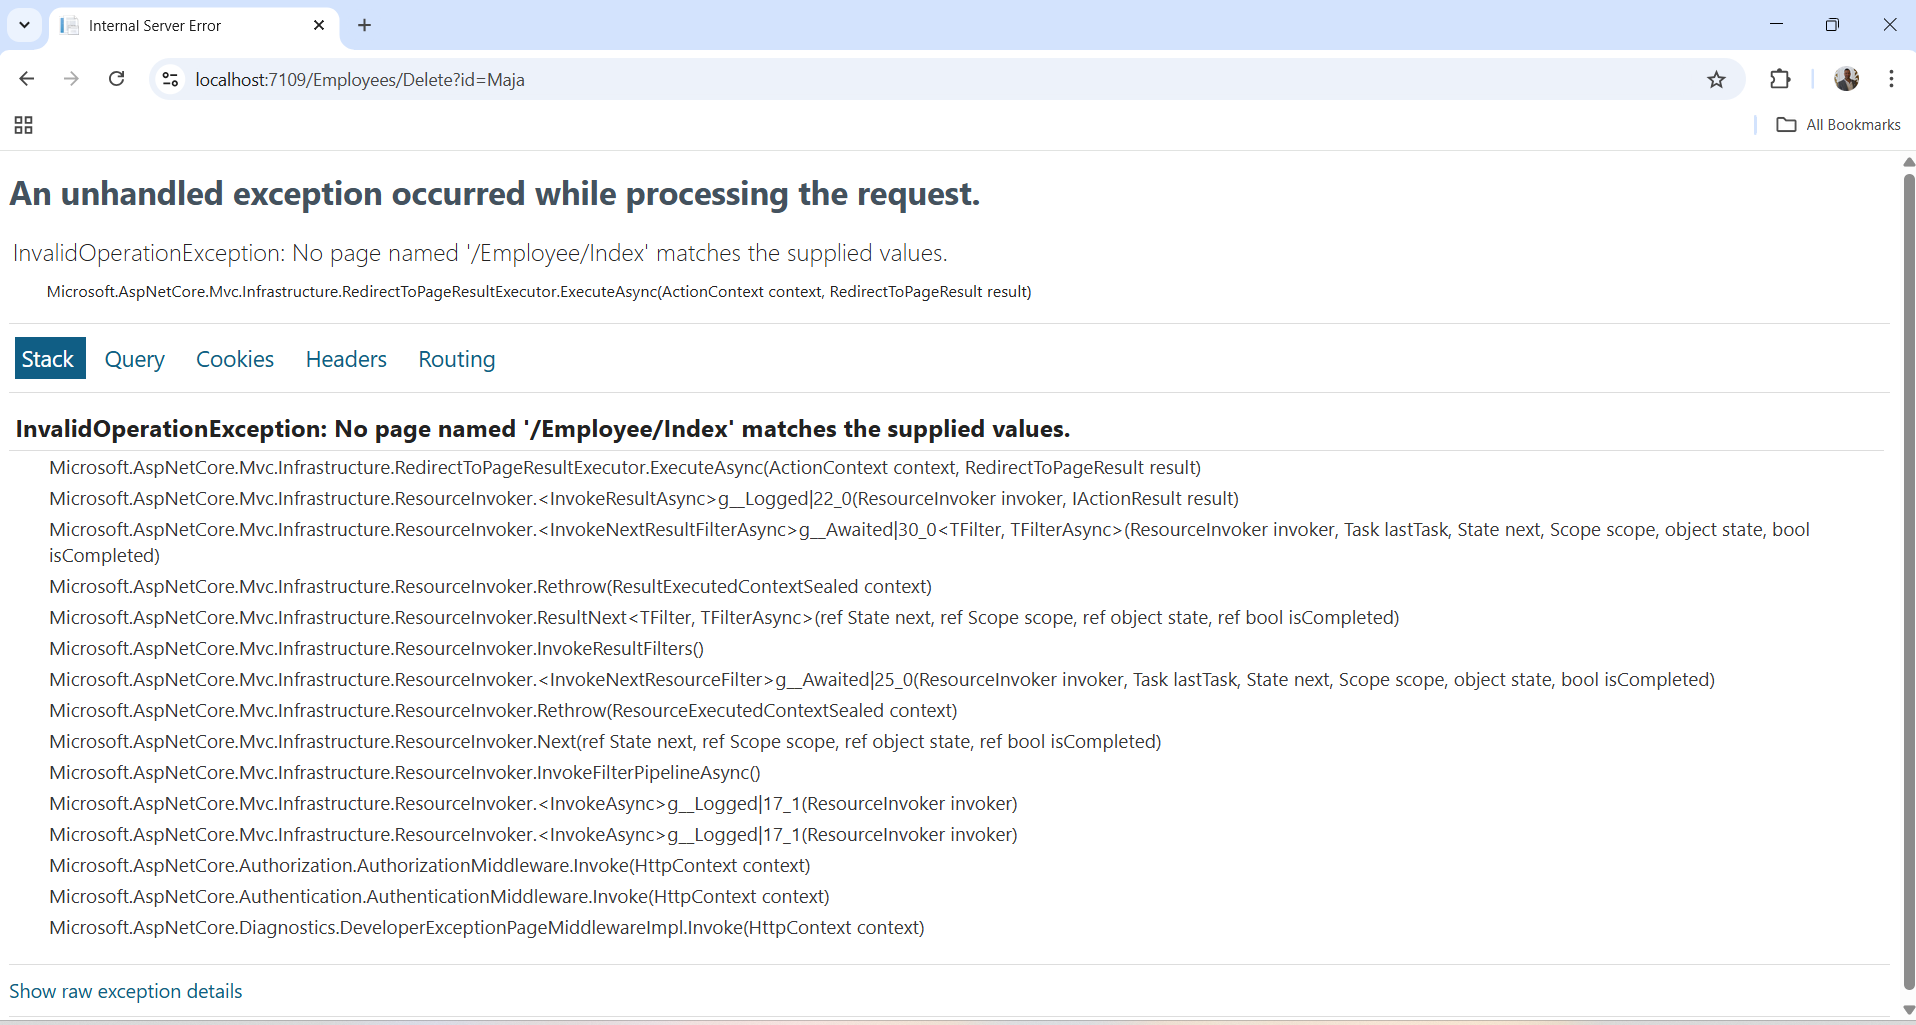 Internal Server Error
localhost:7109/Employees/Delete?id=Maja
All Bookmarks
An unhandled exception occurred while processing the request.
InvalidOperationException: No page named '/Employee/Index' matches the supplied values.
Microsoft.AspNetCore.Mvc.Infrastructure.RedirectToPageResultExecutor.ExecuteAsync(ActionContext context, RedirectToPageResult result)
Stack Query Cookies Headers Routing
InvalidOperationException: No page named '/Employee/Index' matches the supplied values.
Microsoft.AspNetCore.Mvc.Infrastructure.RedirectToPageResultExecutor.ExecuteAsync(ActionContext context, RedirectToPageResult result)
Microsoft.AspNetCore.Mvc.Infrastructure.ResourceInvoker.<InvokeResultAsync>g__Logged|22_0(ResourceInvoker invoker, IActionResult result)
Microsoft.AspNetCore.Mvc.Infrastructure.ResourceInvoker.<InvokeNextResultFilterAsync>g__Awaited|30_0<TFilter, TFilterAsync>(ResourceInvoker invoker, Task lastTask, State next, Scope scope, object state, bool
isCompleted)
Microsoft.AspNetCore.Mvc.Infrastructure.ResourceInvoker.Rethrow(ResultExecutedContextSealed context)
Microsoft.AspNetCore.Mvc.Infrastructure.ResourceInvoker.ResultNext<TFilter, TFilterAsync>(ref State next, ref Scope scope, ref object state, ref bool isCompleted)
Microsoft.AspNetCore.Mvc.Infrastructure.ResourceInvoker.InvokeResultFilters()
Microsoft.AspNetCore.Mvc.Infrastructure.ResourceInvoker.<InvokeNextResourceFilter>g__Awaited|25_0(ResourceInvoker invoker, Task lastTask, State next, Scope scope, object state, bool isCompleted)
Microsoft.AspNetCore.Mvc.Infrastructure.ResourceInvoker.Rethrow(ResourceExecutedContextSealed context)
Microsoft.AspNetCore.Mvc.Infrastructure.ResourceInvoker.Next(ref State next, ref Scope scope, ref object state, ref bool isCompleted)
Microsoft.AspNetCore.Mvc.Infrastructure.ResourceInvoker.InvokeFilterPipelineAsync()
Microsoft.AspNetCore.Mvc.Infrastructure.ResourceInvoker.<InvokeAsync>g__Logged|17_1(ResourceInvoker invoker)
Microsoft.AspNetCore.Mvc.Infrastructure.ResourceInvoker.<InvokeAsync>g__Logged|17_1(ResourceInvoker invoker)
Microsoft.AspNetCore.Authorization.AuthorizationMiddleware.Invoke(HttpContext context)
Microsoft.AspNetCore.Authentication.AuthenticationMiddleware.Invoke(HttpContext context)
Microsoft.AspNetCore.Diagnostics.DeveloperExceptionPageMiddlewareImpl.Invoke(HttpContext context)
Show raw exception details